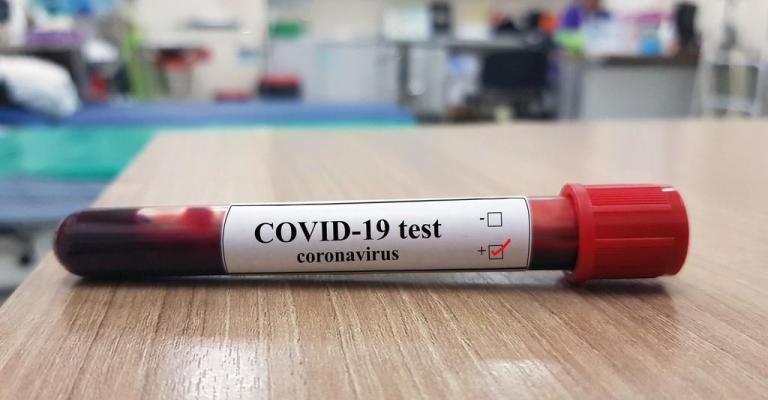 COVID-19 test
coronavirus
- ☐
+ ☑